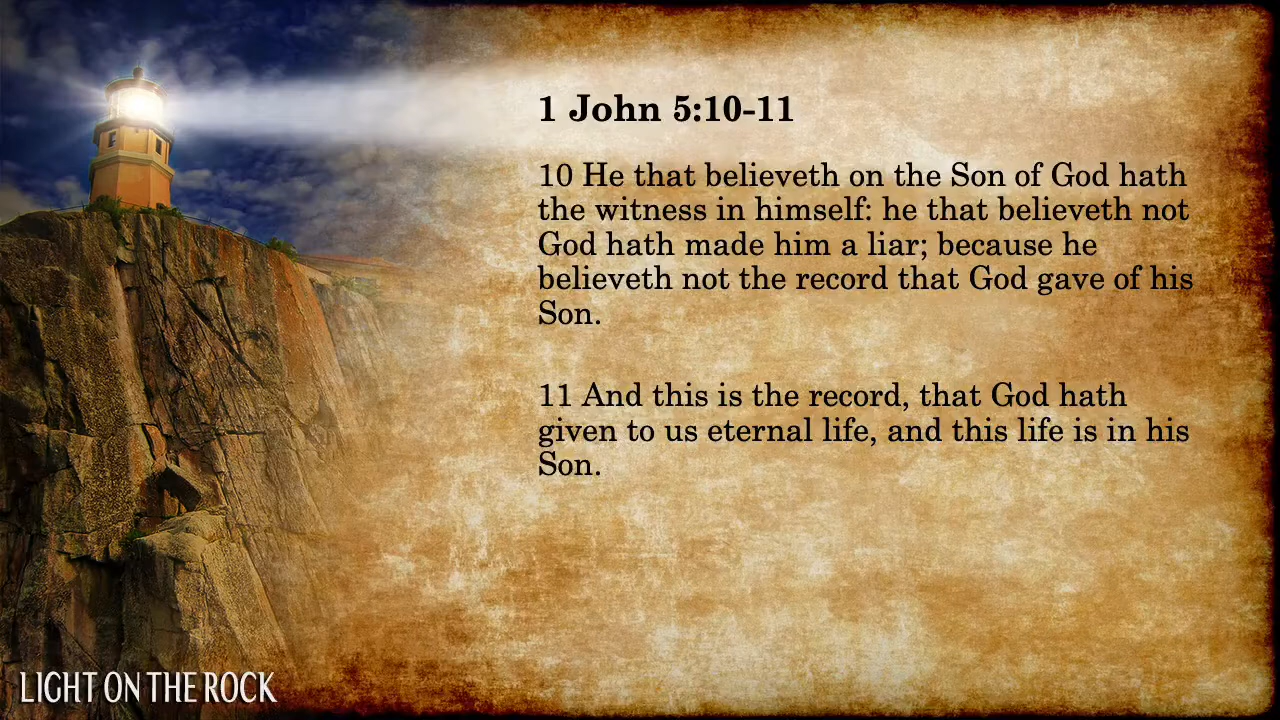 1 John 5:10-11
10 He that believeth on the Son of God hath
the witness in himself: he that believeth not
God hath made him a liar; because he
believeth not the record that God gave of his
Son.
11 And this is the record, that God hath
given to us eternal life, and this life is in his
Son.
LIGHT ON THE ROCK